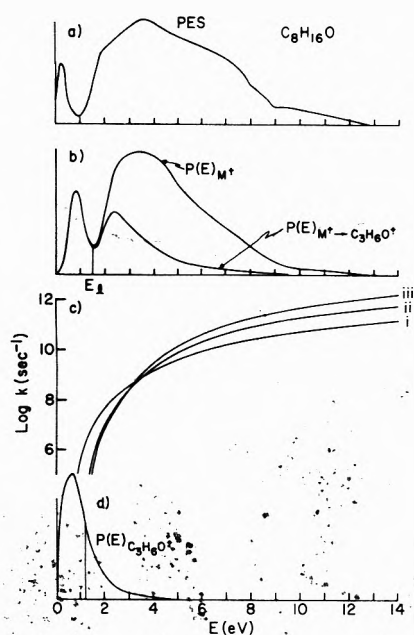 a)
PES
C₈H₁₆O
b)
P(E)M⁺
P(E)M⁺→C₃H₆O⁺
Eℓ
c)
12
10
8
6
Log k (sec⁻¹)
iii
ii
i
d)
P(E)C₃H₆O⁺
0 2 4 6 8 10 12 14
E(eV)